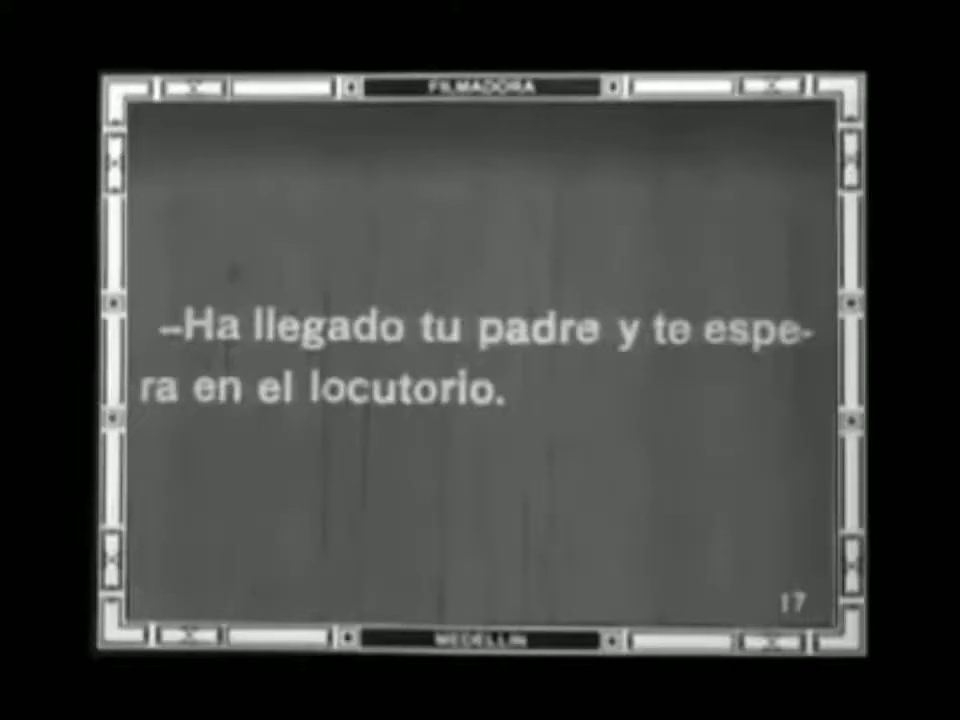 FILMADORA
–Ha llegado tu padre y te espe-
ra en el locutorio.
17
MEDELLIN